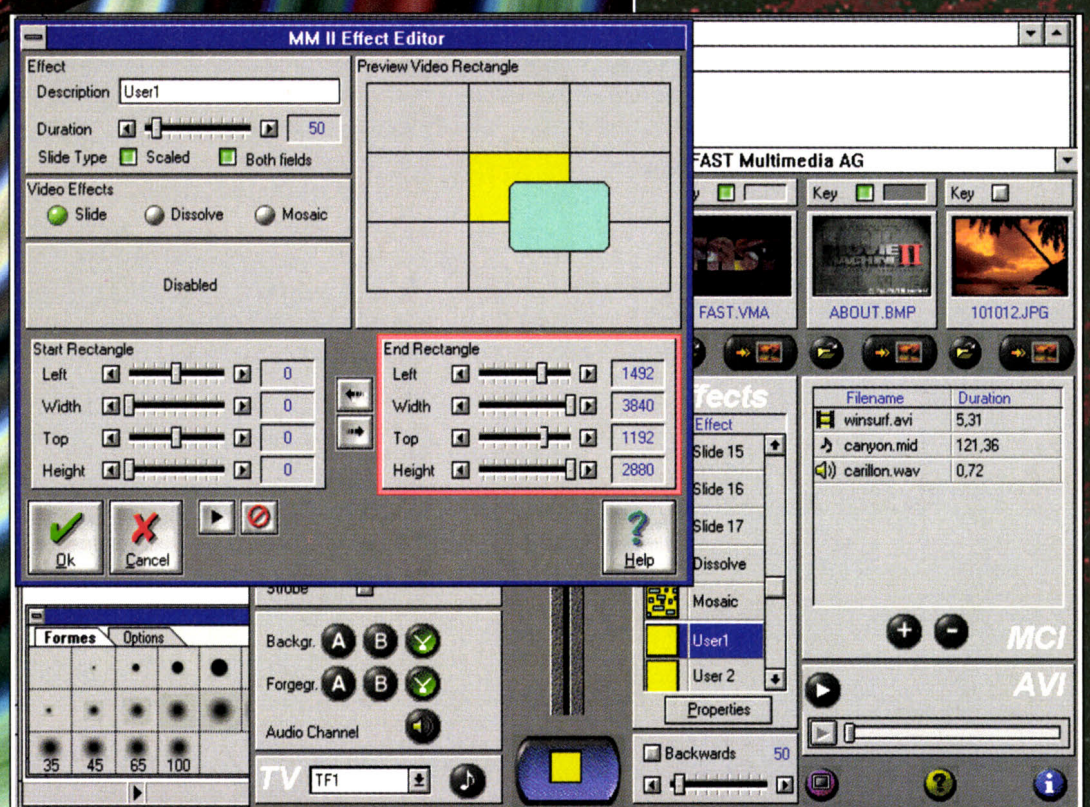 MM II Effect Editor
Effect
Description User1
Duration 50
Slide Type Scaled Both fields
Video Effects
Slide Dissolve Mosaic
Disabled
Preview Video Rectangle
Start Rectangle
Left 0
Width 0
Top 0
Height 0
End Rectangle
Left 1492
Width 3840
Top 1192
Height 2880
Ok
Cancel
Help
FAST Multimedia AG
Key
Key
MOVIE MACHINE II
FAST.VMA
ABOUT.BMP
101012.JPG
Effect
Slide 15
Slide 16
Slide 17
Dissolve
Mosaic
User1
User 2
Properties
Backwards 50
Filename Duration
winsurf.avi 5,31
canyon.mid 121,36
carillon.wav 0,72
+ -
MCI
AVI
Formes Options
35 45 65 100
Strobe
Backgr. A B
Forgegr. A B
Audio Channel
TV TF1
? i